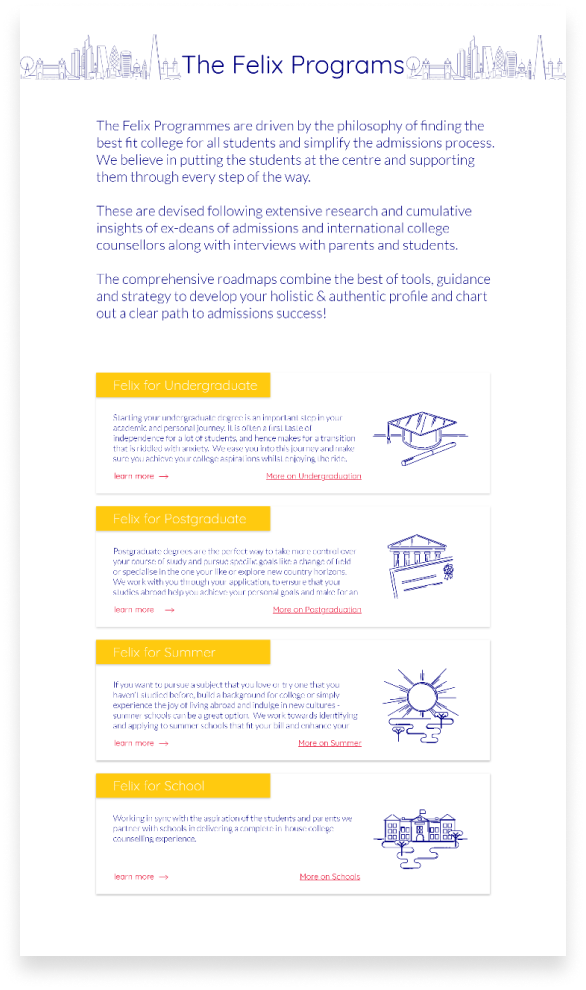 The Felix Programs
The Felix Programmes are driven by the philosophy of finding the
best fit college for all students and simplify the admissions process.
We believe in putting the students at the centre and supporting
them through every step of the way.
These are devised following extensive research and cumulative
insights of ex-deans of admissions and international college
counsellors along with interviews with parents and students.
The comprehensive roadmaps combine the best of tools, guidance
and strategy to develop your holistic & authentic profile and chart
out a clear path to admissions success!
Felix for Undergraduate
Starting your undergraduate degree is an important step in your
academic and personal journey. It is often a first taste of
independence for a lot of students, and hence makes for a transition
that is riddled with anxiety. We ease you into this journey and make
sure you achieve your college aspirations whilst enjoying the ride.
learn more →
More on Undergraduation
Felix for Postgraduate
Postgraduate degrees are the perfect way to take more control over
your course of study and pursue specific goals like a change of field
or specialise in the one your like or explore new country horizons.
We work with you through your application, to ensure that your
studies abroad help you achieve your personal goals and make for an
learn more →
More on Postgraduation
Felix for Summer
If you want to pursue a subject that you love or try one that you
haven't studied before, build a background for college or simply
experience the joy of living abroad and indulge in new cultures -
summer schools can be a great option. We work towards identifying
and applying to summer schools that fit your bill and enhance your
learn more →
More on Summer
Felix for School
Working in sync with the aspiration of the students and parents we
partner with schools in delivering a complete in-house college
counselling experience.
learn more →
More on Schools